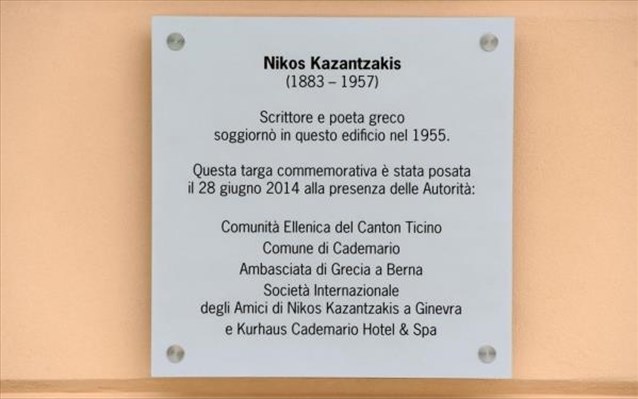 Nikos Kazantzakis
(1883 – 1957)
Scrittore e poeta greco
soggiornò in questo edificio nel 1955.
Questa targa commemorativa è stata posata
il 28 giugno 2014 alla presenza delle Autorità:
Comunità Ellenica del Canton Ticino
Comune di Cademario
Ambasciata di Grecia a Berna
Società Internazionale
degli Amici di Nikos Kazantzakis a Ginevra
e Kurhaus Cademario Hotel & Spa